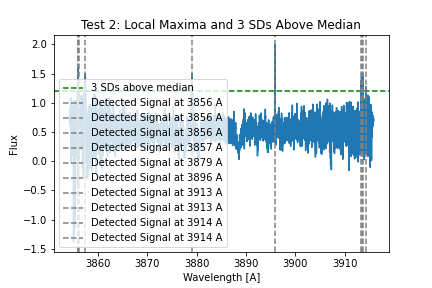 Test 2: Local Maxima and 3 SDs Above Median
Flux
2.0
1.5
1.0
0.5
0.0
−0.5
−1.0
−1.5
3 SDs above median
Detected Signal at 3856 A
Detected Signal at 3856 A
Detected Signal at 3856 A
Detected Signal at 3857 A
Detected Signal at 3879 A
Detected Signal at 3896 A
Detected Signal at 3913 A
Detected Signal at 3913 A
Detected Signal at 3914 A
Detected Signal at 3914 A
3860 3870 3880 3890 3900 3910
Wavelength [A]